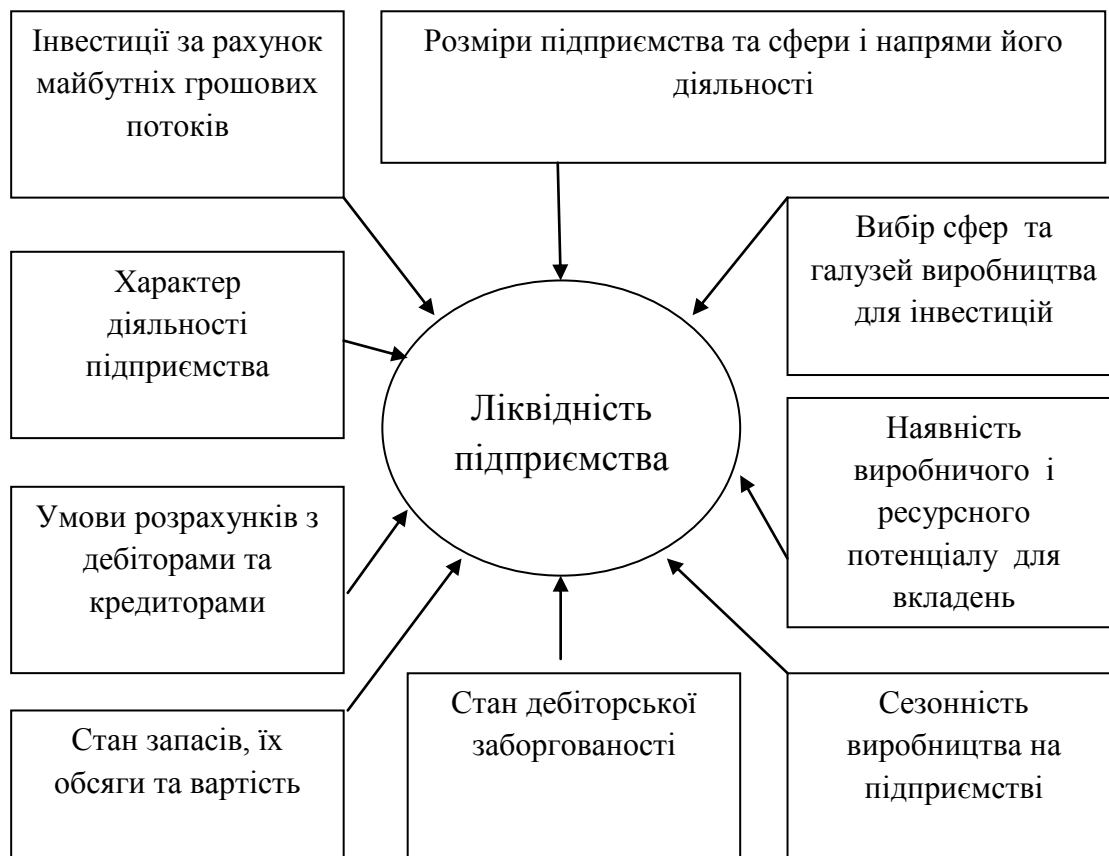 Інвестиції за рахунок
майбутніх грошових
потоків
Розміри підприємства та сфери і напрями його
діяльності
Характер
діяльності
підприємства
Вибір сфер та
галузей виробництва
для інвестицій
Ліквідність
підприємства
Умови розрахунків з
дебіторами та
кредиторами
Наявність
виробничого і
ресурсного
потенціалу для
вкладень
Стан запасів, їх
обсяги та вартість
Стан дебіторської
заборгованості
Сезонність
виробництва на
підприємстві